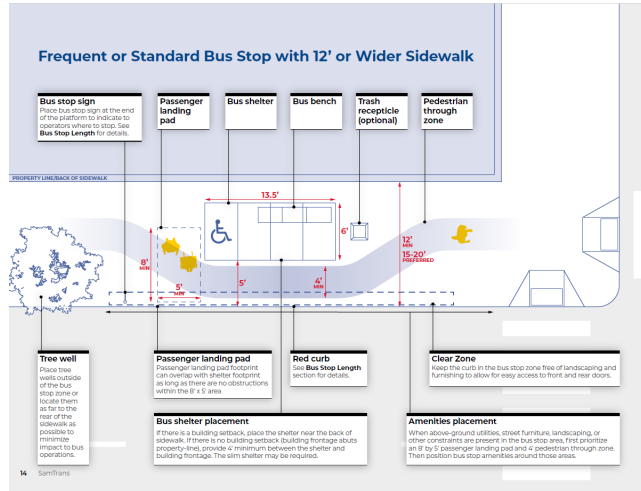 Frequent or Standard Bus Stop with 12’ or Wider Sidewalk
Bus stop sign
Place bus stop sign at the end
of the platform to indicate to
operators where to stop. See
Bus Stop Length for details.
Passenger
landing
pad
Bus shelter
Bus bench
Trash
recepticle
(optional)
Pedestrian
through
zone
PROPERTY LINE/BACK OF SIDEWALK
13.5’
6’
12’
MIN
15-20’
PREFERRED
8’
MIN
5’
MIN
5’
4’
MIN
Tree well
Place tree
wells outside
of the bus
stop zone or
locate them
as far to the
rear of the
sidewalk as
possible to
minimize
impact to bus
operations.
Passenger landing pad
Passenger landing pad footprint
can overlap with shelter footprint
as long as there are no obstructions
within the 8’ x 5’ area
Red curb
See Bus Stop Length
section for details.
Clear Zone
Keep the curb in the bus stop zone free of landscaping and
furnishing to allow for easy access to front and rear doors.
Bus shelter placement
If there is a building setback, place the shelter near the back of
sidewalk. If there is no building setback (building frontage abuts
property-line), provide 4’ minimum between the shelter and
building frontage. The slim shelter may be required.
Amenities placement
When above-ground utilities, street furniture, landscaping, or
other constraints are present in the bus stop area, first prioritize
an 8’ by 5’ passenger landing pad and 4’ pedestrian through zone.
Then position bus stop amenities around those areas.
14 SamTrans